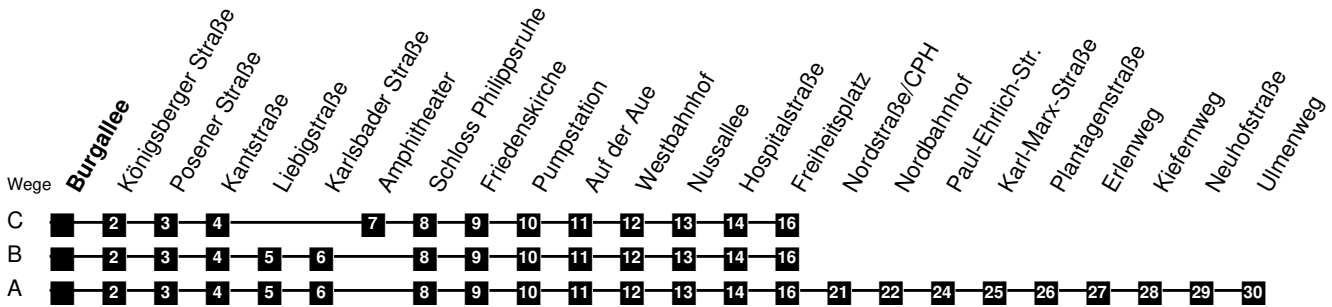 Wege
Burgallee
Königsberger Straße
Posener Straße
Kantstraße
Liebigstraße
Karlsbader Straße
Amphitheater
Schloss Philippsruhe
Friedenskirche
Pumpstation
Auf der Aue
Westbahnhof
Nussallee
Hospitalstraße
Freiheitsplatz
Nordstraße/CPH
Nordbahnhof
Paul-Ehrlich-Str.
Karl-Marx-Straße
Plantagenstraße
Erlenweg
Kiefernweg
Neuhofstraße
Ulmenweg
C 2 3 4 7 8 9 10 11 12 13 14 16
B 2 3 4 5 6 8 9 10 11 12 13 14 16
A 2 3 4 5 6 8 9 10 11 12 13 14 16 21 22 24 25 26 27 28 29 30